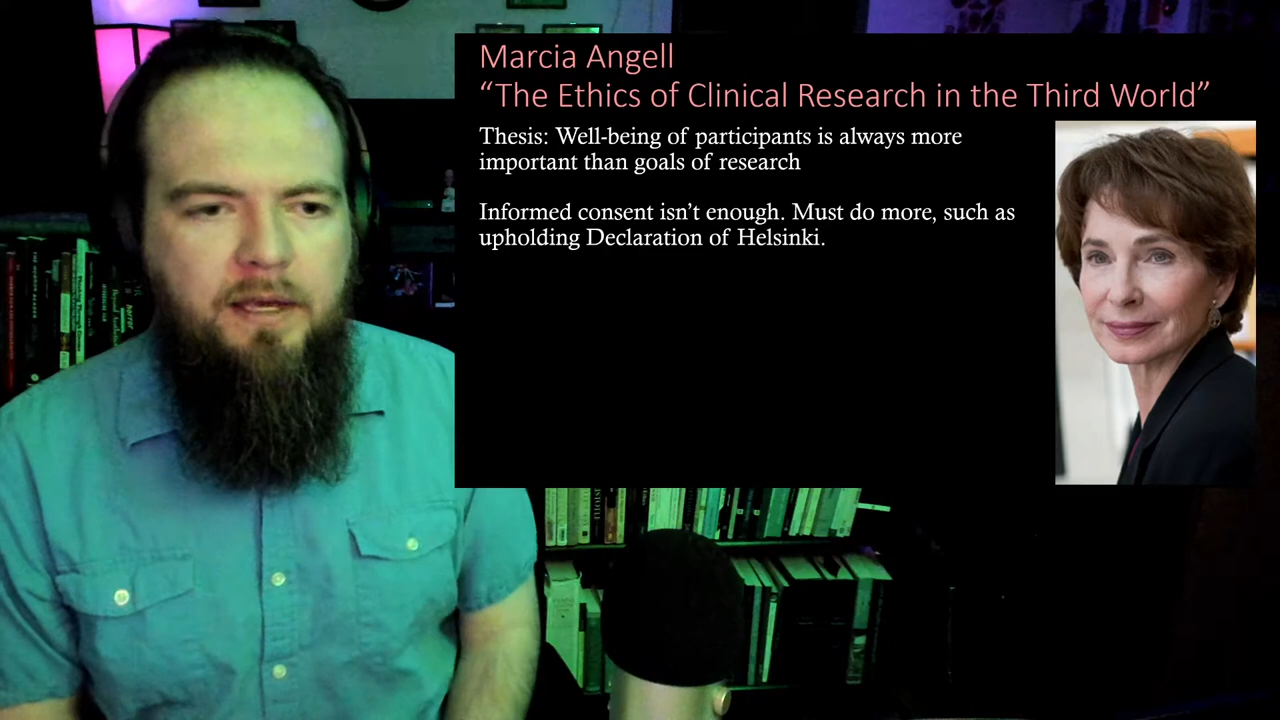 Marcia Angell
“The Ethics of Clinical Research in the Third World”
Thesis: Well-being of participants is always more
important than goals of research
Informed consent isn’t enough. Must do more, such as
upholding Declaration of Helsinki.
horror